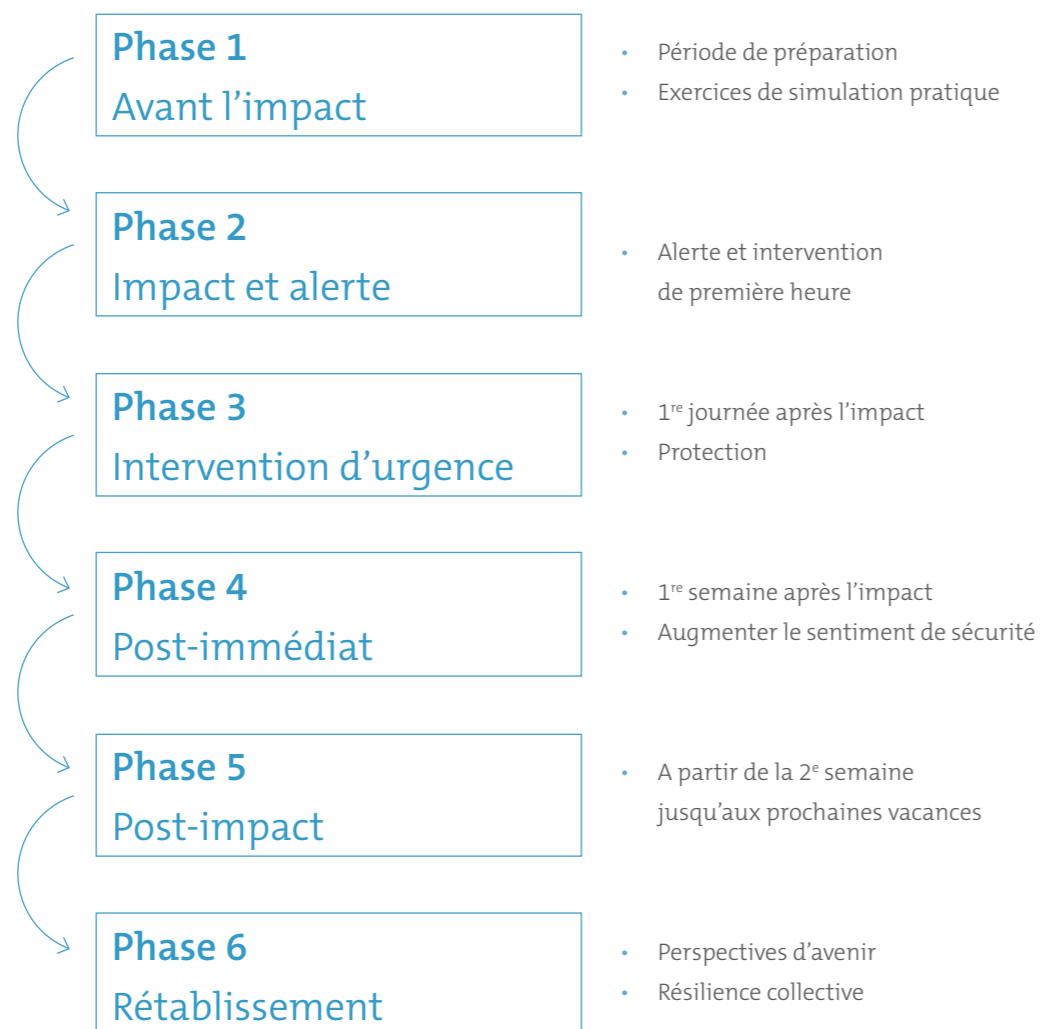 Phase 1
Avant l’impact
• Période de préparation
• Exercices de simulation pratique
Phase 2
Impact et alerte
• Alerte et intervention
de première heure
Phase 3
Intervention d’urgence
• 1re journée après l’impact
• Protection
Phase 4
Post-immédiat
• 1re semaine après l’impact
• Augmenter le sentiment de sécurité
Phase 5
Post-impact
• A partir de la 2e semaine
jusqu’aux prochaines vacances
Phase 6
Rétablissement
• Perspectives d’avenir
• Résilience collective